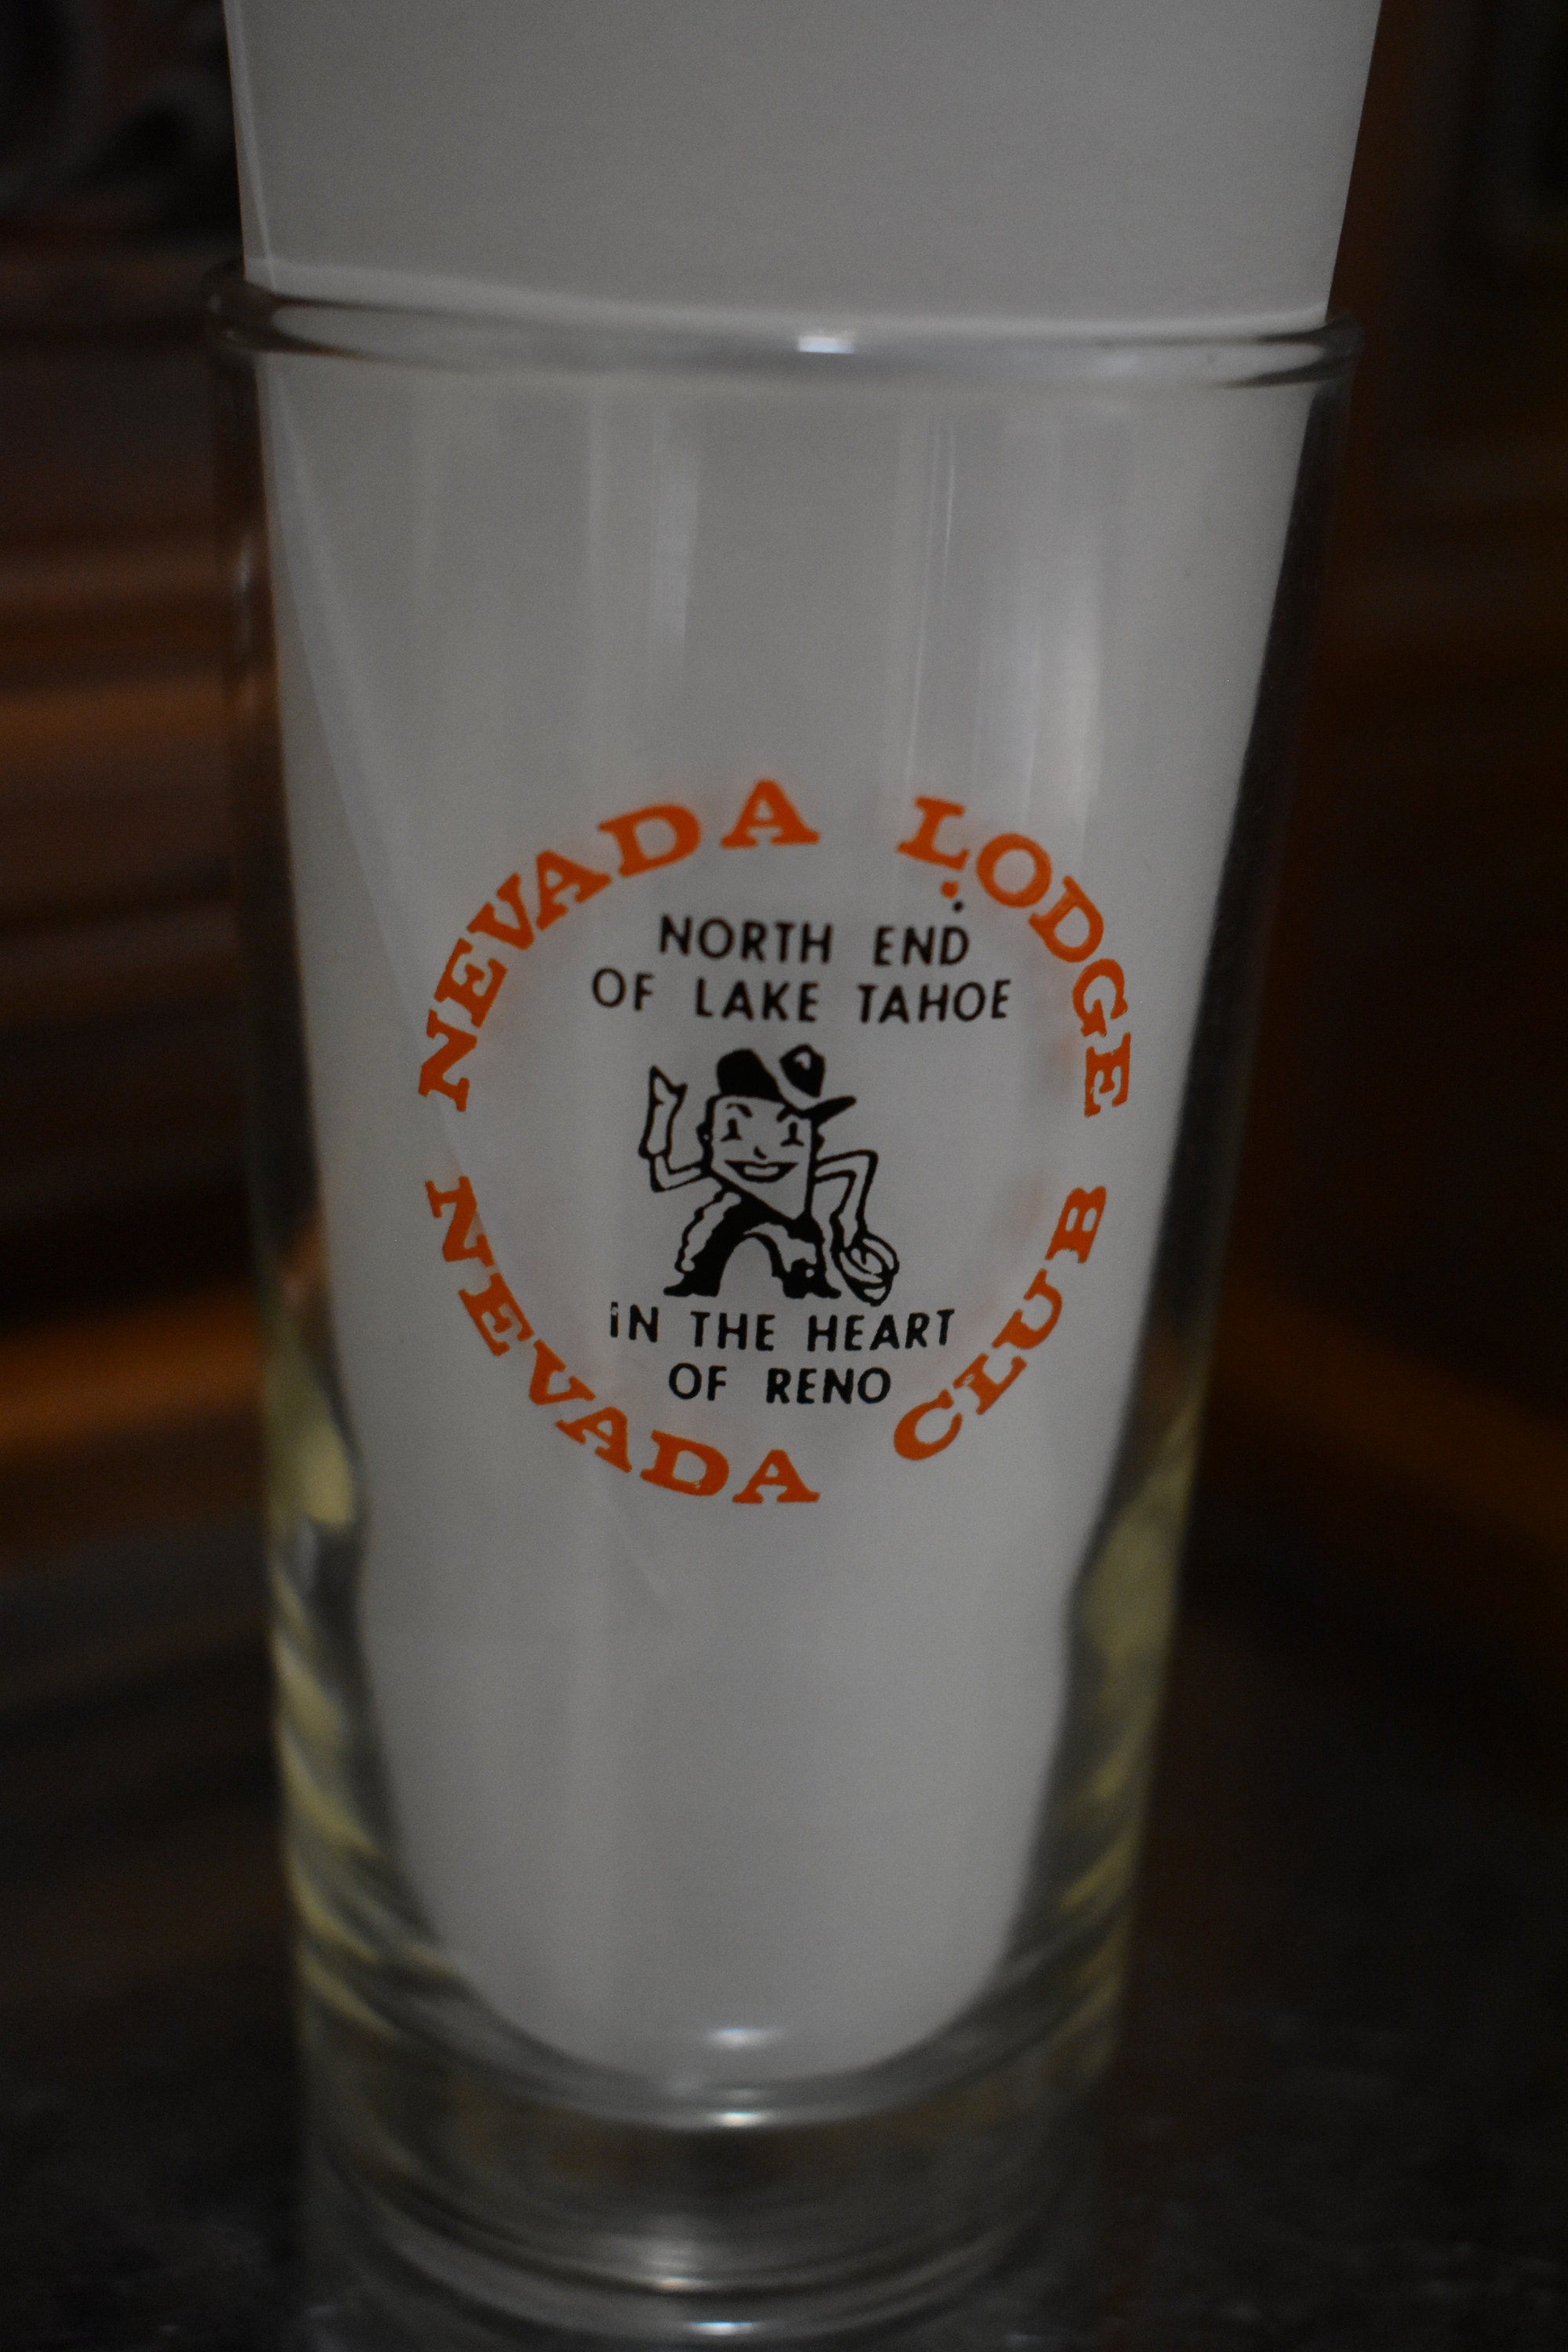 NEVADA LODGE
NORTH END
OF LAKE TAHOE
IN THE HEART
OF RENO
NEVADA CLUB